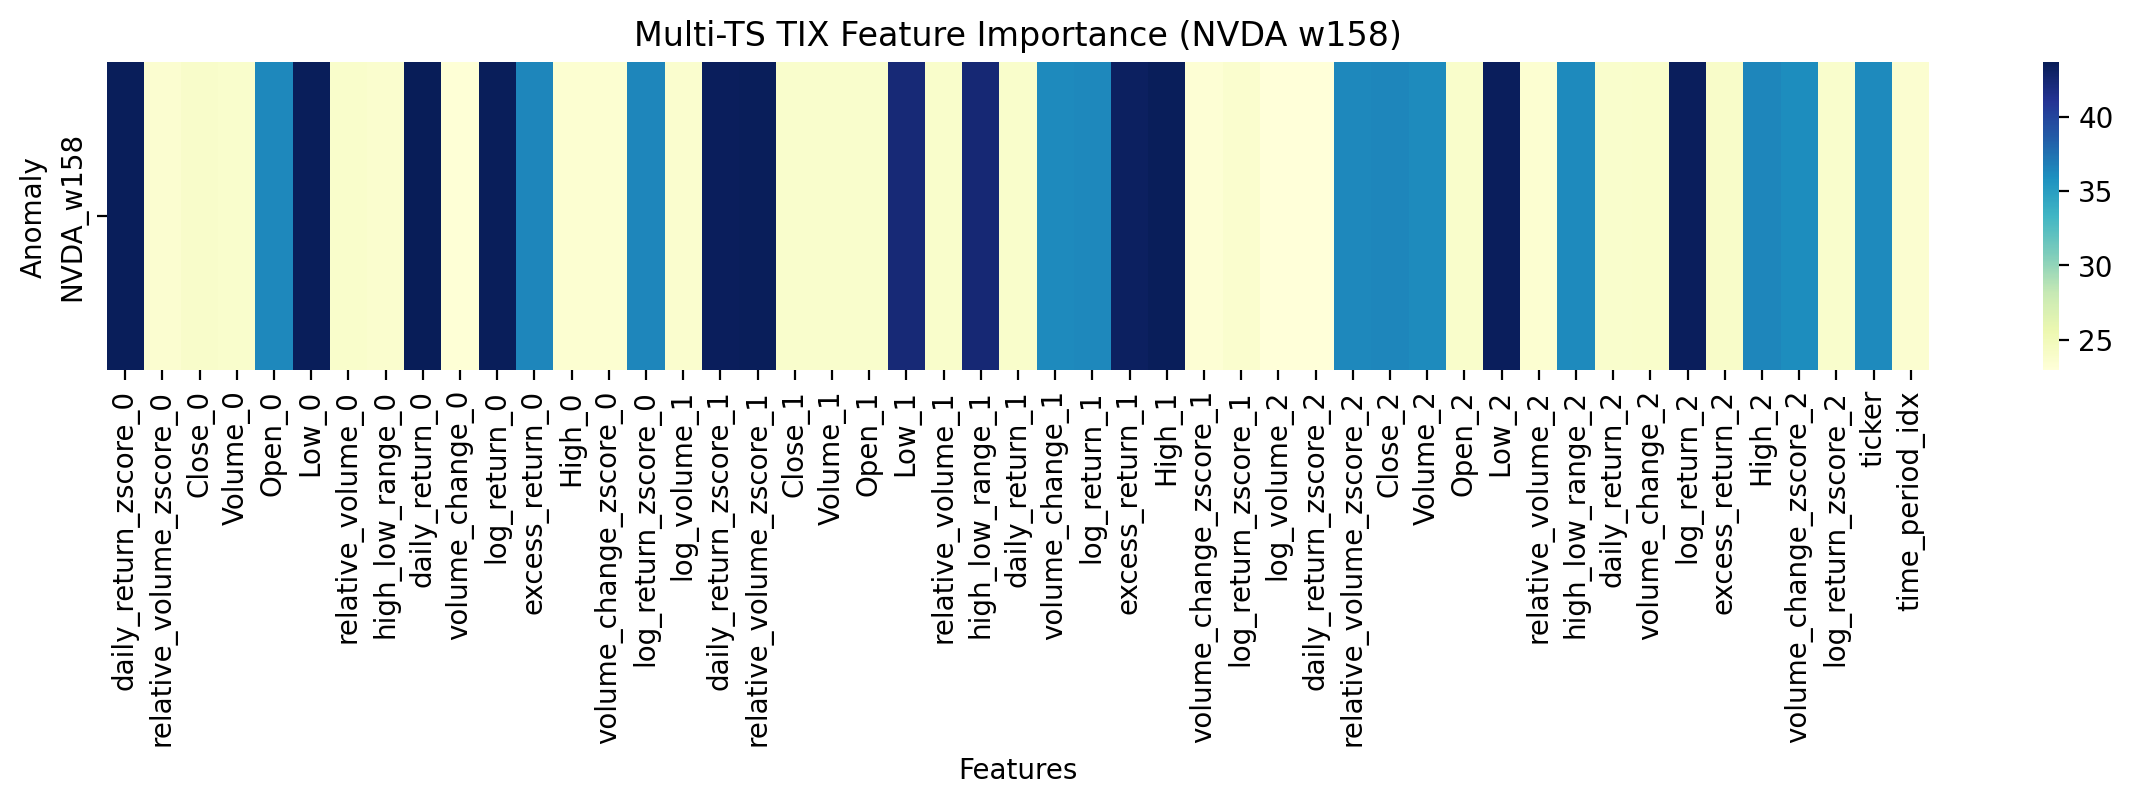 Multi-TS TIX Feature Importance (NVDA w158)
Anomaly
NVDA_w158
40
35
30
25
daily_return_zscore_0
relative_volume_zscore_0
Close_0
Volume_0
Open_0
Low_0
relative_volume_0
high_low_range_0
daily_return_0
volume_change_0
log_return_0
excess_return_0
High_0
volume_change_zscore_0
log_return_zscore_0
log_volume_1
daily_return_zscore_1
relative_volume_zscore_1
Close_1
Volume_1
Open_1
Low_1
relative_volume_1
high_low_range_1
daily_return_1
volume_change_1
log_return_1
excess_return_1
High_1
volume_change_zscore_1
log_return_zscore_1
log_volume_2
daily_return_zscore_2
relative_volume_zscore_2
Close_2
Volume_2
Open_2
Low_2
relative_volume_2
high_low_range_2
daily_return_2
volume_change_2
log_return_2
excess_return_2
High_2
volume_change_zscore_2
log_return_zscore_2
ticker
time_period_idx
Features